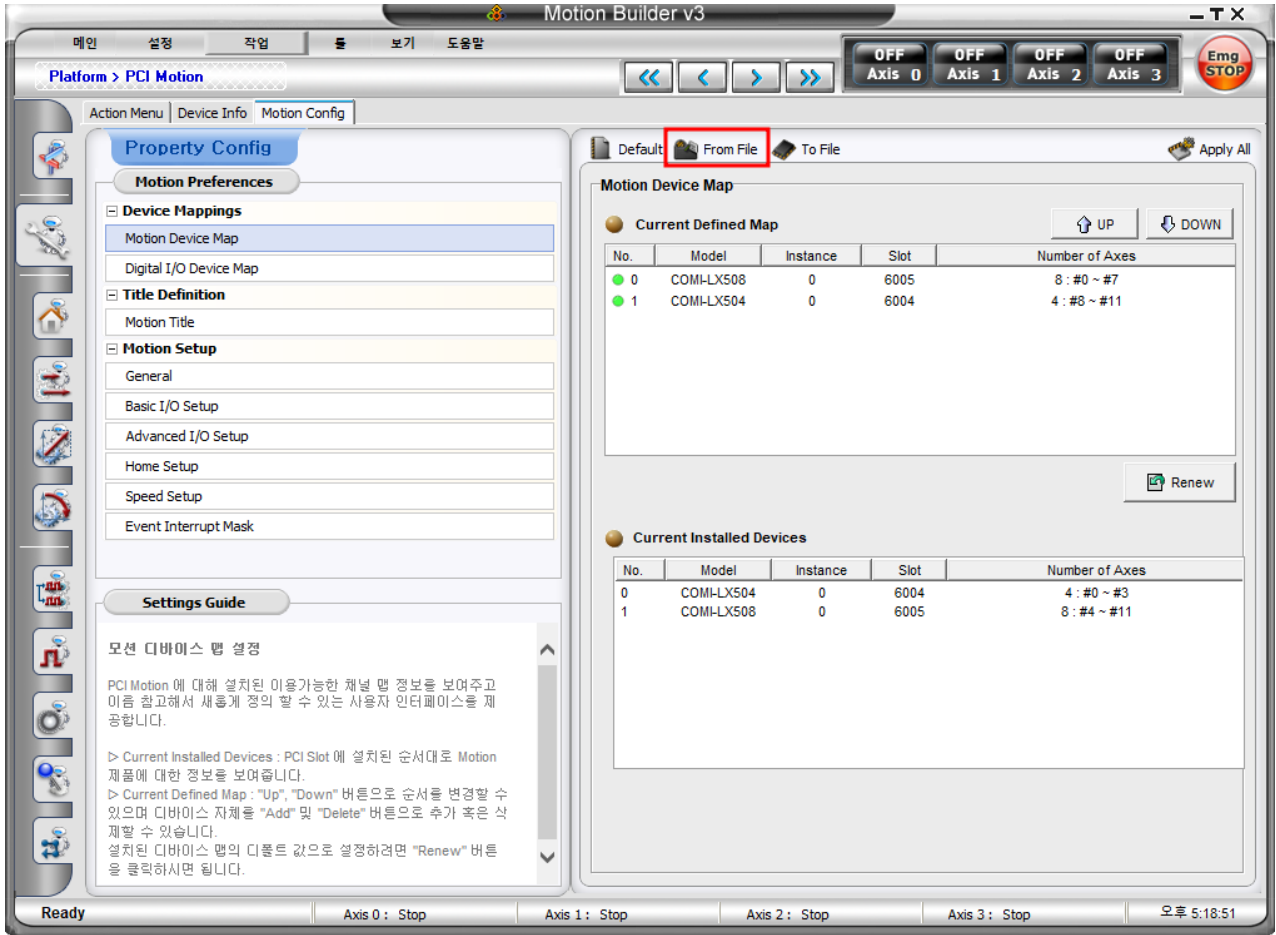 Motion Builder v3
메인 설정 작업 툴 보기 도움말
Platform > PCI Motion
OFF OFF OFF OFF
Axis 0 Axis 1 Axis 2 Axis 3
Emg
STOP
Action Menu Device Info Motion Config
Property Config
Motion Preferences
Device Mappings
Motion Device Map
Digital I/O Device Map
Title Definition
Motion Title
Motion Setup
General
Basic I/O Setup
Advanced I/O Setup
Home Setup
Speed Setup
Event Interrupt Mask
Settings Guide
모션 디바이스 맵 설정
PCI Motion 에 대해 설치된 이용가능한 채널 맵 정보를 보여주고
이를 참고해서 새롭게 정의 할 수 있는 사용자 인터페이스를 제
공합니다.
▷ Current Installed Devices : PCI Slot 에 설치된 순서대로 Motion
제품에 대한 정보를 보여줍니다.
▷ Current Defined Map : "Up", "Down" 버튼으로 순서를 변경할 수
있으며 디바이스 자체를 "Add" 및 "Delete" 버튼으로 추가 혹은 삭
제할 수 있습니다.
설치된 디바이스 맵의 디폴트 값으로 설정하려면 "Renew" 버튼
을 클릭하시면 됩니다.
Default From File To File Apply All
Motion Device Map
Current Defined Map UP DOWN
No. Model Instance Slot Number of Axes
0 COMI-LX508 0 6005 8 : #0 ~ #7
1 COMI-LX504 0 6004 4 : #8 ~ #11
Renew
Current Installed Devices
No. Model Instance Slot Number of Axes
0 COMI-LX504 0 6004 4 : #0 ~ #3
1 COMI-LX508 0 6005 8 : #4 ~ #11
Ready Axis 0 : Stop Axis 1 : Stop Axis 2 : Stop Axis 3 : Stop 오후 5:18:51